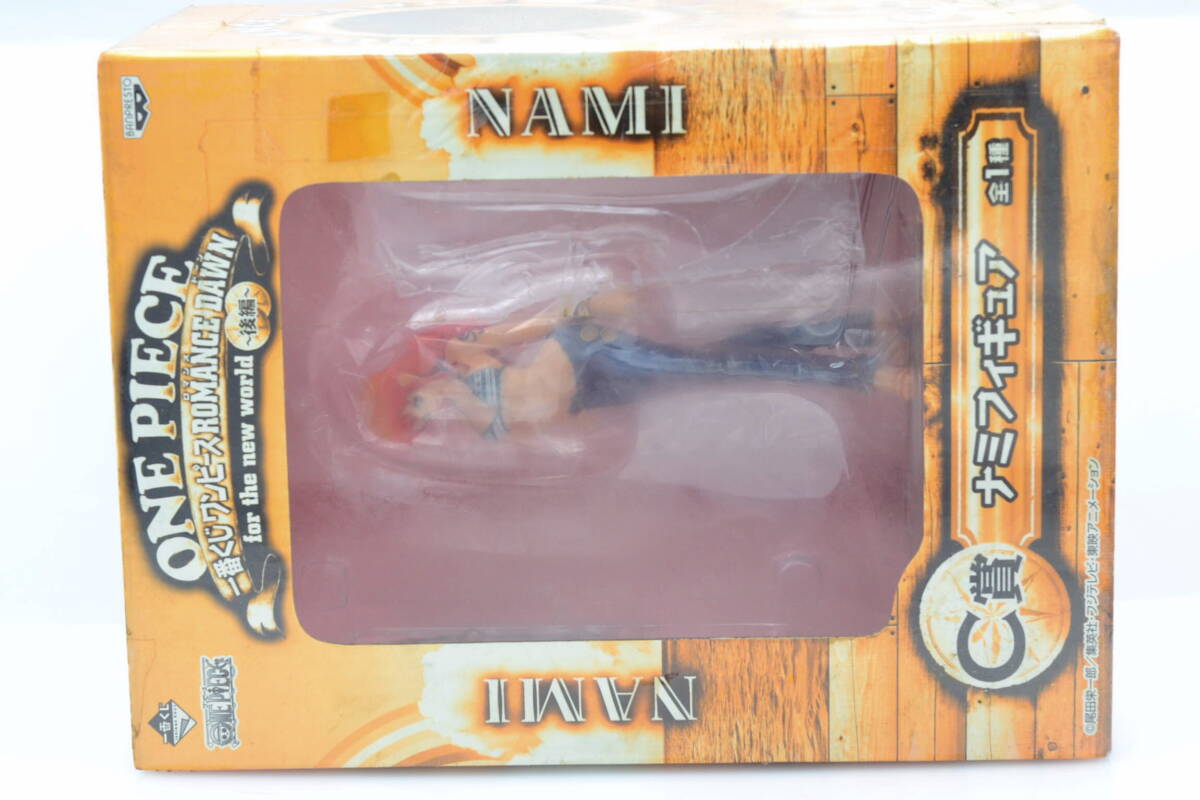 BANPRESTO
ONE PIECE
一番くじワンピースROMANCE DAWN
for the new world
~後編~
NAMI
NAMI
C賞
ナミフィギュア 全1種
©尾田栄一郎/集英社・フジテレビ・東映アニメーション
一番くじ
ONE PIECE